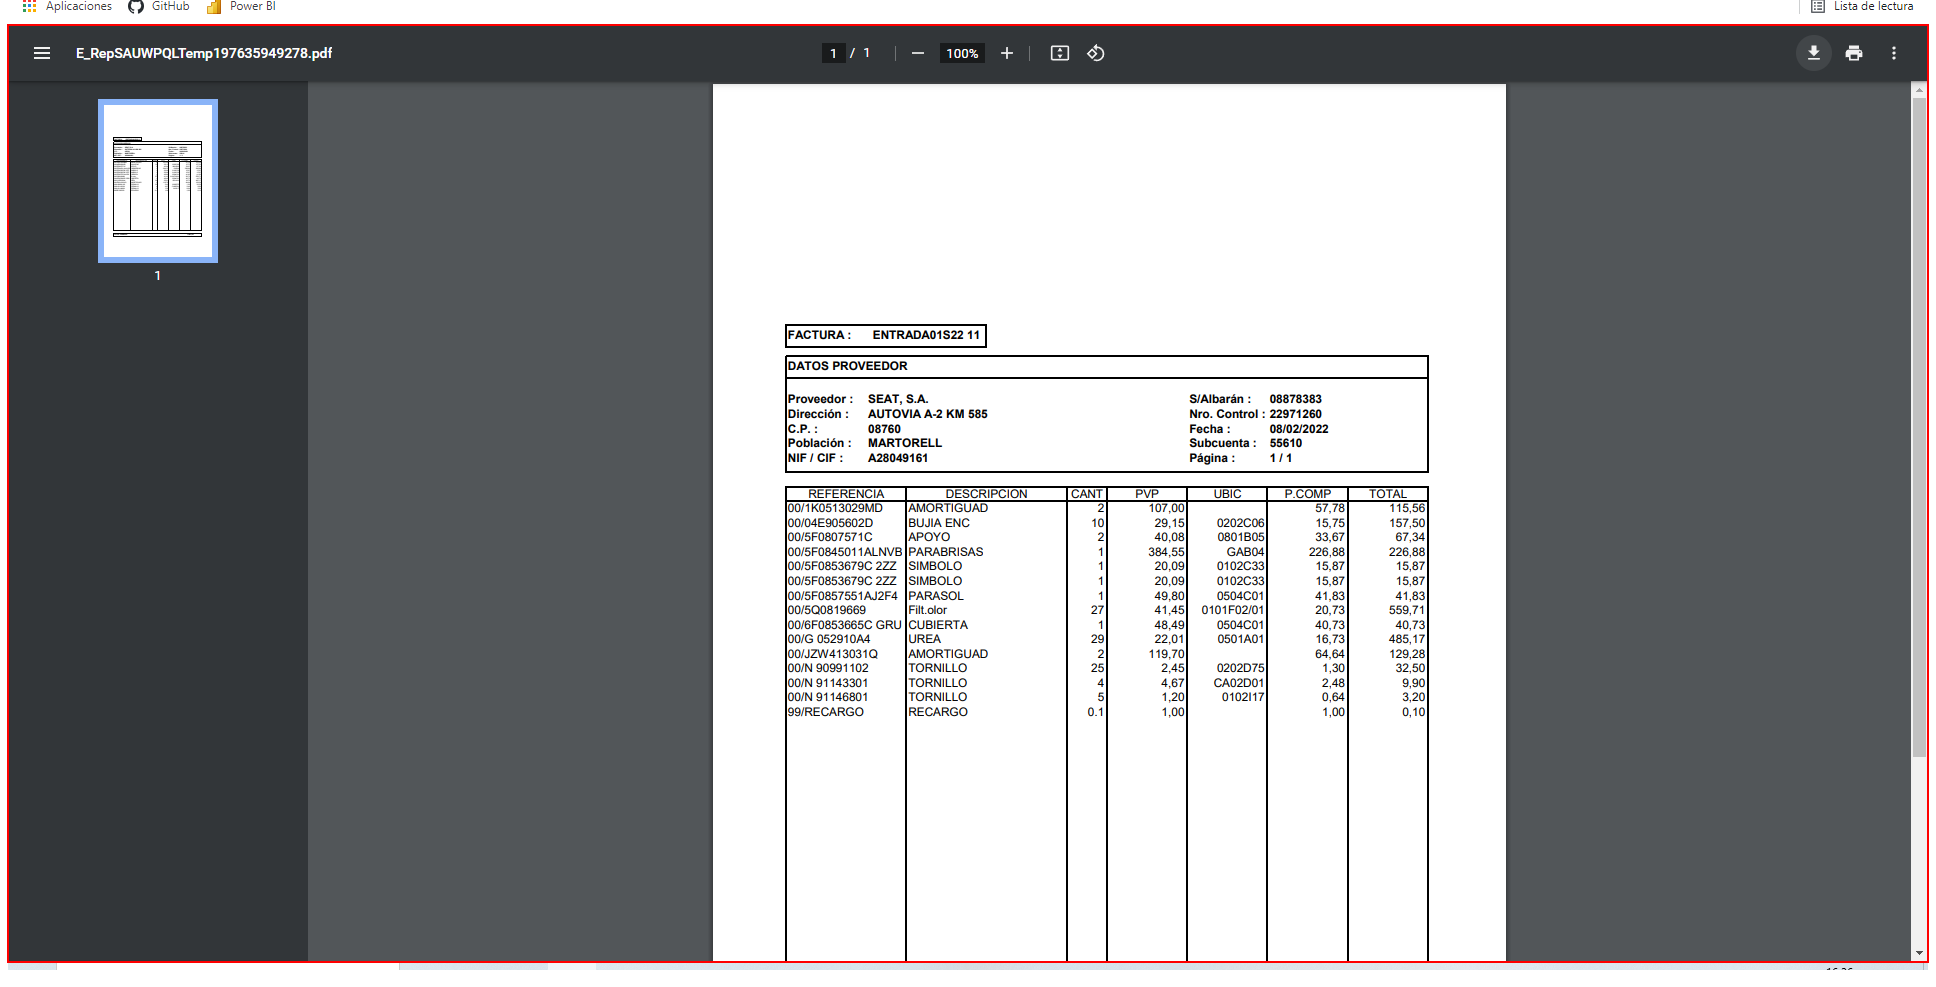 Aplicaciones GitHub Power BI Lista de lectura
E_RepSAUWPQLTemp197635949278.pdf 1 / 1 100%
1
FACTURA : ENTRADA01S22 11
DATOS PROVEEDOR
Proveedor : SEAT, S.A. S/Albarán : 08878383
Dirección : AUTOVIA A-2 KM 585 Nro. Control : 22971260
C.P. : 08760 Fecha : 08/02/2022
Población : MARTORELL Subcuenta : 55610
NIF / CIF : A28049161 Página : 1 / 1
REFERENCIA DESCRIPCION CANT PVP UBIC P.COMP TOTAL
00/1K0513029MD AMORTIGUAD 2 107,00 57,78 115,56
00/04E905602D BUJIA ENC 10 29,15 0202C06 15,75 157,50
00/5F0807571C APOYO 2 40,08 0801B05 33,67 67,34
00/5F0845011ALNVB PARABRISAS 1 384,55 GAB04 226,88 226,88
00/5F0853679C 2ZZ SIMBOLO 1 20,09 0102C33 15,87 15,87
00/5F0853679C 2ZZ SIMBOLO 1 20,09 0102C33 15,87 15,87
00/5F0857551AJ2F4 PARASOL 1 49,80 0504C01 41,83 41,83
00/5Q0819669 Filt.olor 27 41,45 0101F02/01 20,73 559,71
00/6F0853665C GRU CUBIERTA 1 48,49 0504C01 40,73 40,73
00/G 052910A4 UREA 29 22,01 0501A01 16,73 485,17
00/JZW413031Q AMORTIGUAD 2 119,70 64,64 129,28
00/N 90991102 TORNILLO 25 2,45 0202D75 1,30 32,50
00/N 91143301 TORNILLO 4 4,67 CA02D01 2,48 9,90
00/N 91146801 TORNILLO 5 1,20 0102I17 0,64 3,20
99/RECARGO RECARGO 0.1 1,00 1,00 0,10